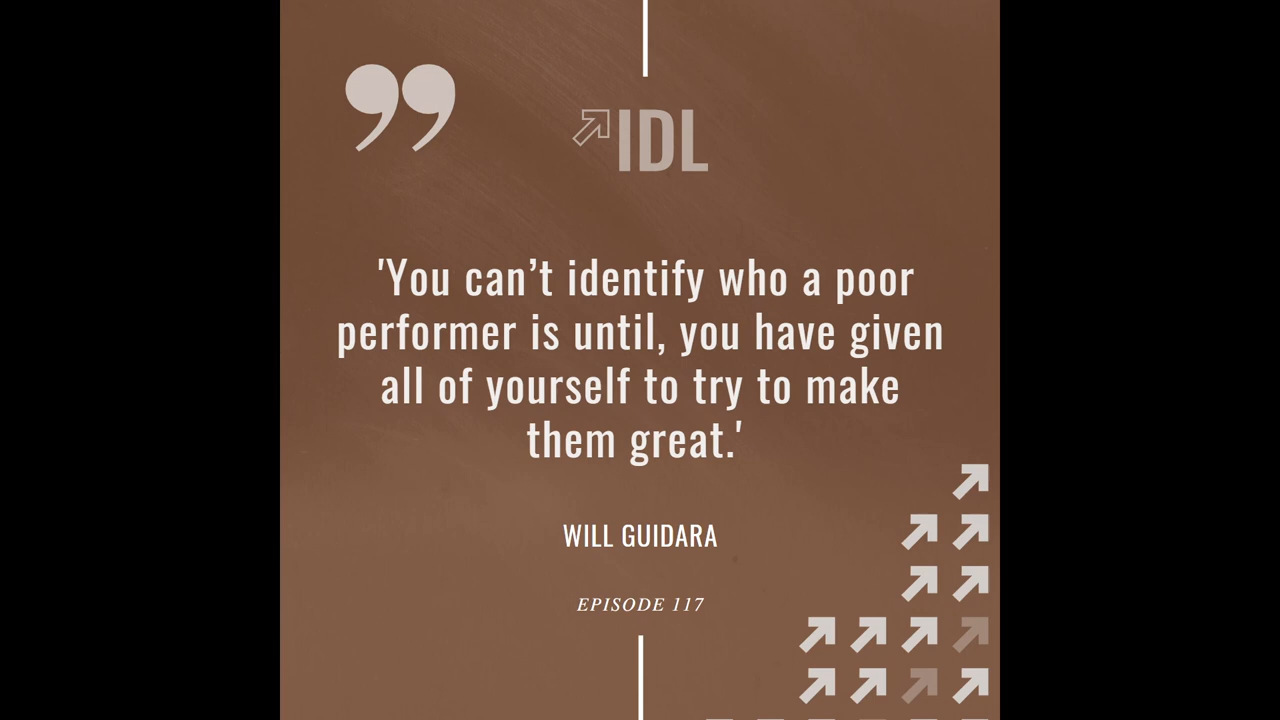 IDL
'You can’t identify who a poor
performer is until, you have given
all of yourself to try to make
them great.'
WILL GUIDARA
EPISODE 117